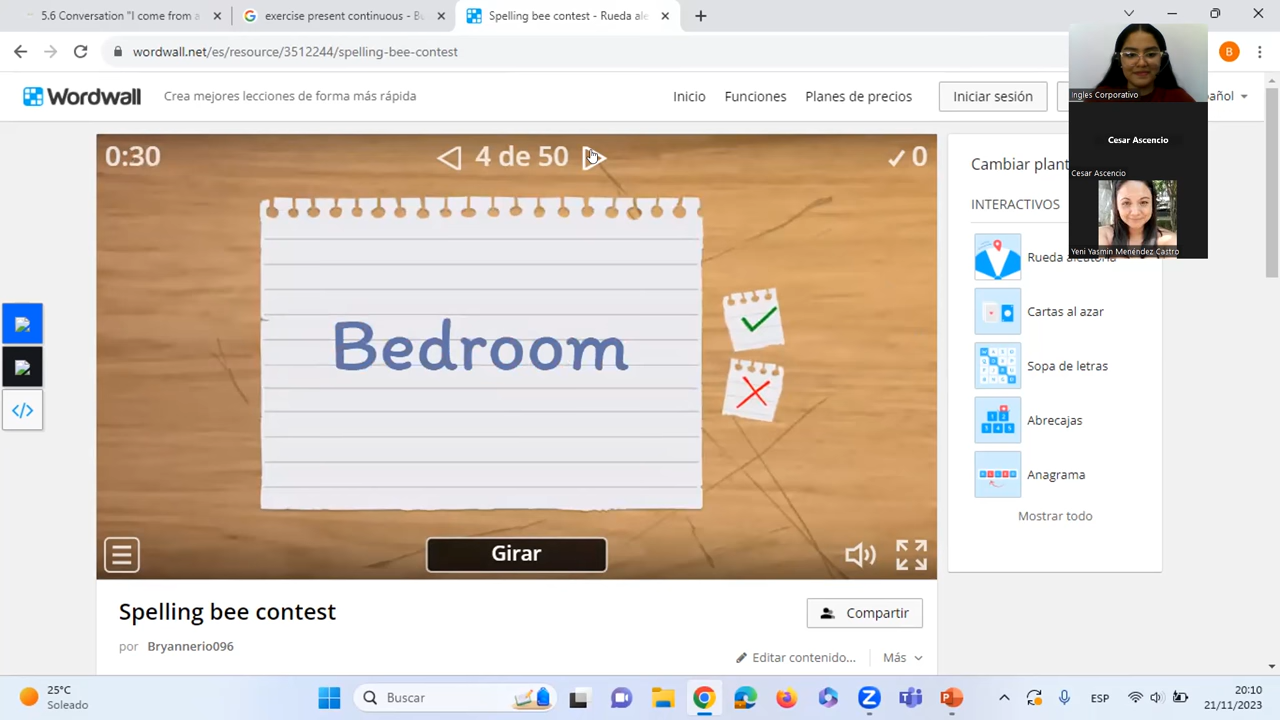 5.6 Conversation "I come from a
exercise present continuous - B
Spelling bee contest - Rueda ale
wordwall.net/es/resource/3512244/spelling-bee-contest
B
Wordwall
Crea mejores lecciones de forma más rápida
Inicio
Funciones
Planes de precios
Iniciar sesión
pañol
Ingles Corporativo
Cesar Ascencio
Cesar Ascencio
Yeni Yasmin Menéndez Castro
0:30
4 de 50
0
Bedroom
Girar
Cambiar plant
INTERACTIVOS
Rueda aleatoria
Cartas al azar
Sopa de letras
Abrecajas
Anagrama
Mostrar todo
Spelling bee contest
Compartir
por Bryannerio096
Editar contenido...
Más
25°C
Soleado
Buscar
ESP
20:10
21/11/2023